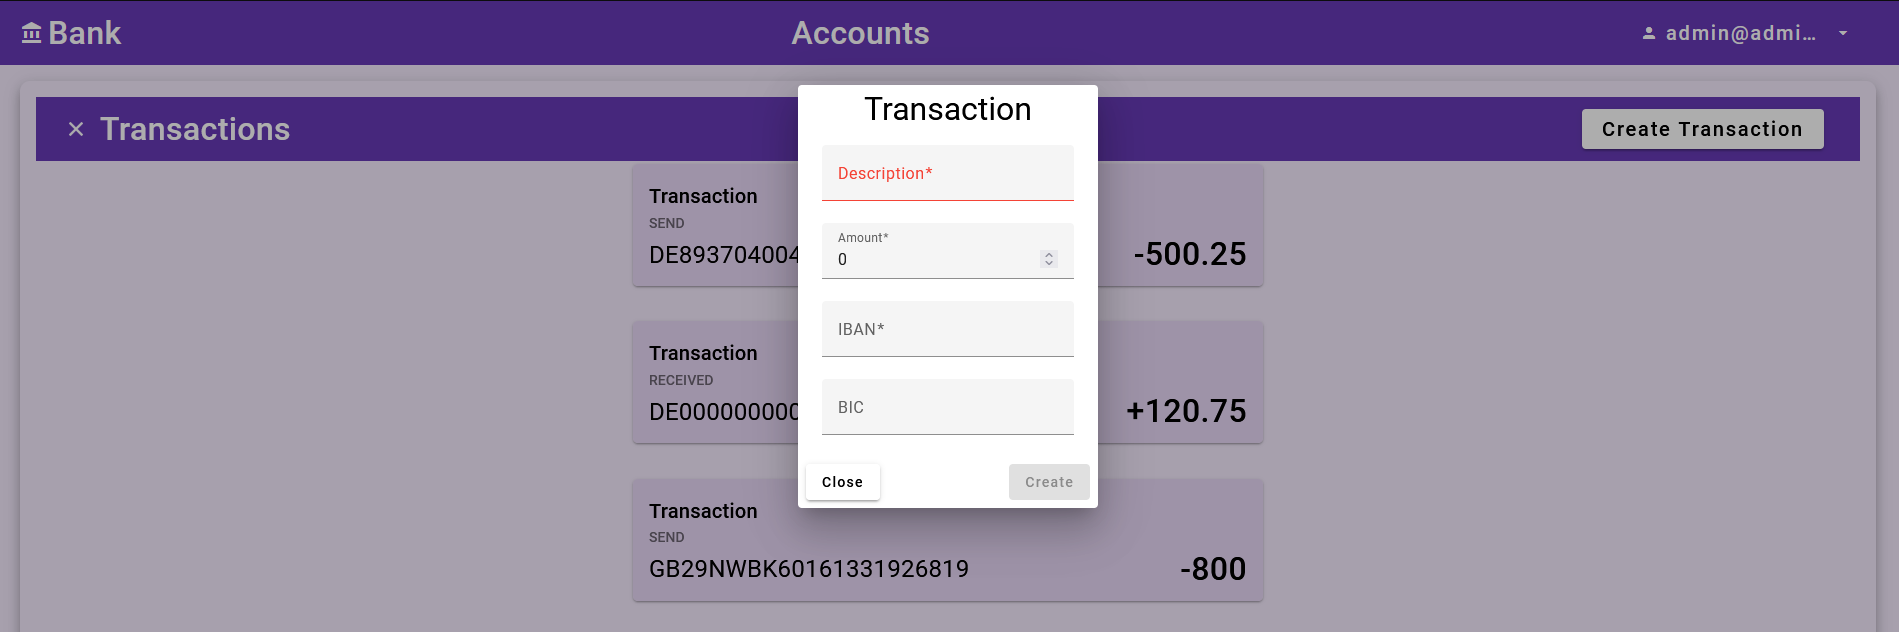 Bank
Accounts
admin@admi...
Transactions
Create Transaction
Transaction
SEND
DE893704004
-500.25
Transaction
RECEIVED
DE000000000
+120.75
Transaction
SEND
GB29NWBK60161331926819
-800
Transaction
Description*
Amount*
0
IBAN*
BIC
Close
Create